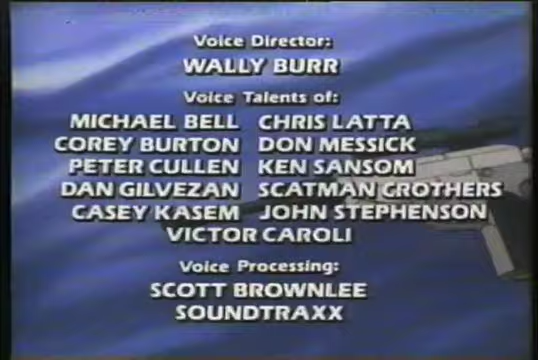 Voice Director:
WALLY BURR
Voice Talents of:
MICHAEL BELL CHRIS LATTA
COREY BURTON DON MESSICK
PETER CULLEN KEN SANSOM
DAN GILVEZAN SCATMAN CROTHERS
CASEY KASEM JOHN STEPHENSON
VICTOR CAROLI
Voice Processing:
SCOTT BROWNLEE
SOUNDTRAXX